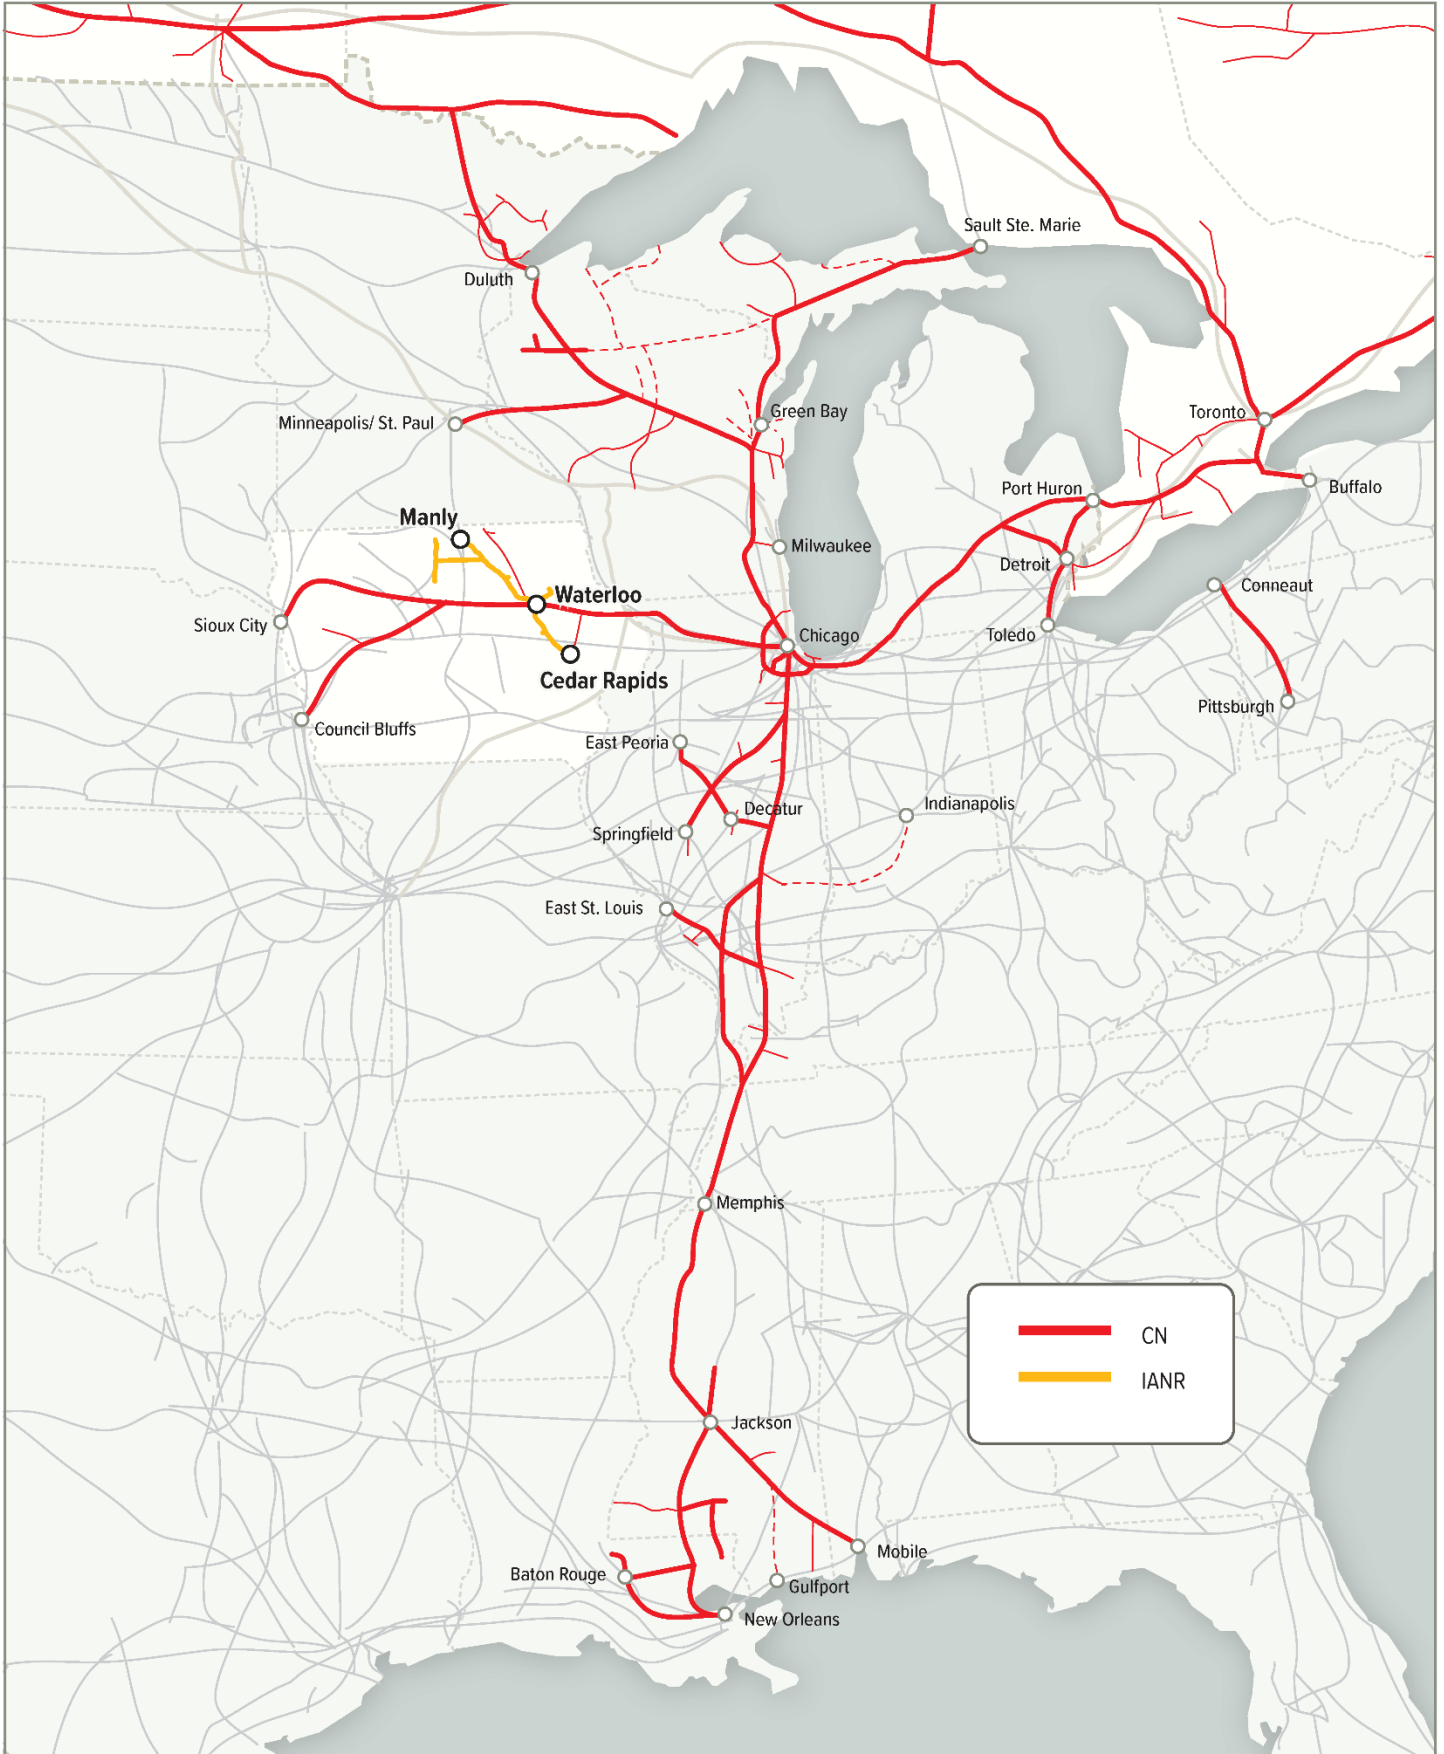 Sault Ste. Marie
Duluth
Green Bay
Toronto
Minneapolis/ St. Paul
Port Huron
Buffalo
Manly
Milwaukee
Detroit
Conneaut
Waterloo
Sioux City
Chicago
Toledo
Cedar Rapids
Pittsburgh
Council Bluffs
East Peoria
Indianapolis
Decatur
Springfield
East St. Louis
Memphis
CN
IANR
Jackson
Mobile
Baton Rouge
Gulfport
New Orleans